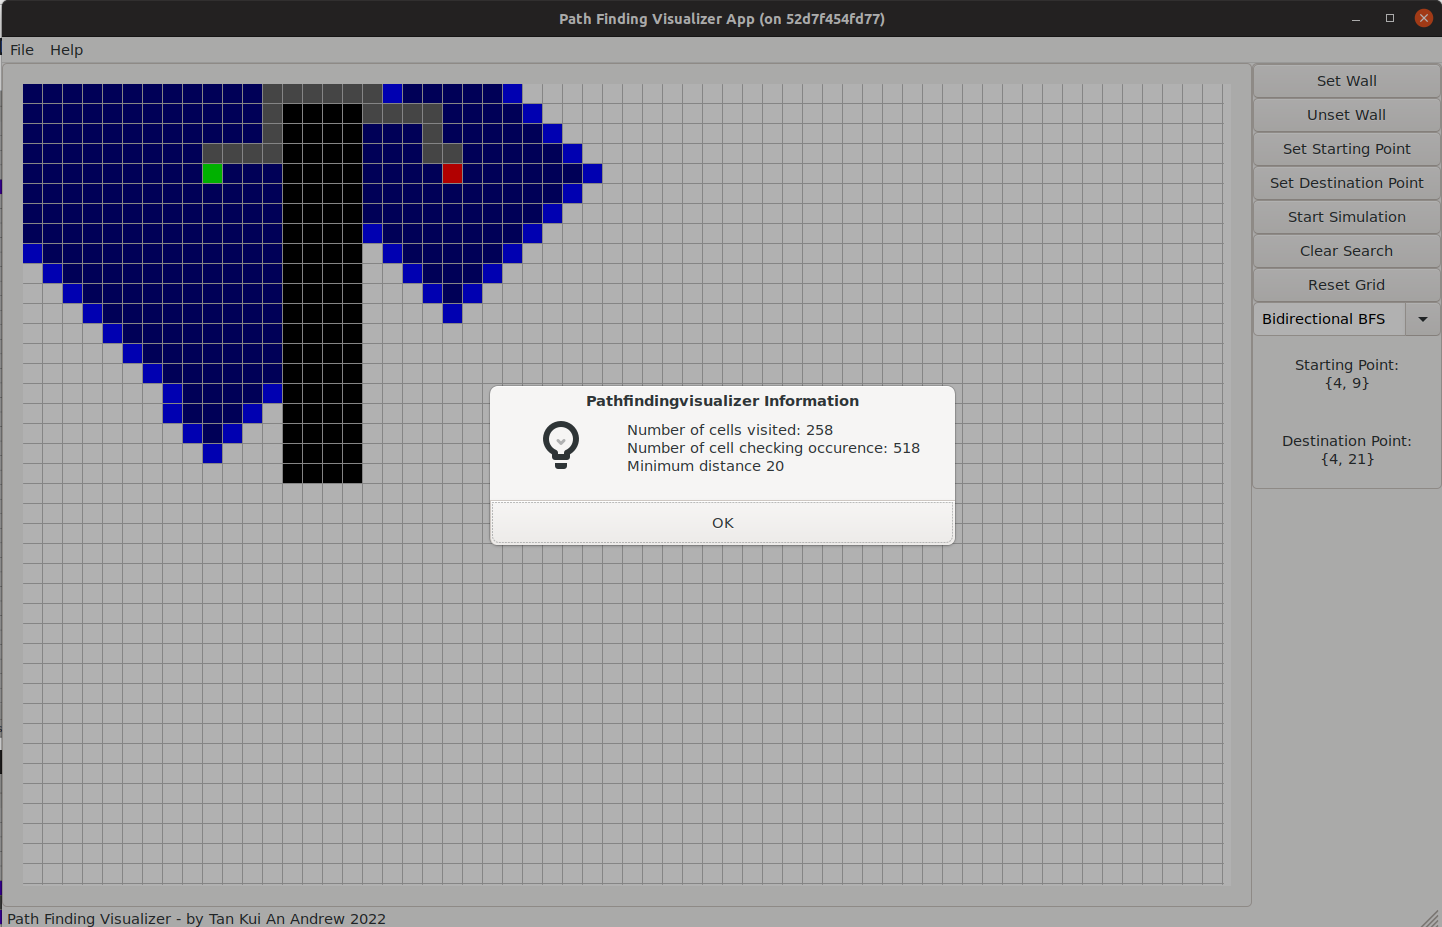 Path Finding Visualizer App (on 52d7f454fd77)
File Help
Set Wall
Unset Wall
Set Starting Point
Set Destination Point
Start Simulation
Clear Search
Reset Grid
Bidirectional BFS
Starting Point:
{4, 9}
Destination Point:
{4, 21}
Pathfindingvisualizer Information
Number of cells visited: 258
Number of cell checking occurence: 518
Minimum distance 20
OK
Path Finding Visualizer - by Tan Kui An Andrew 2022